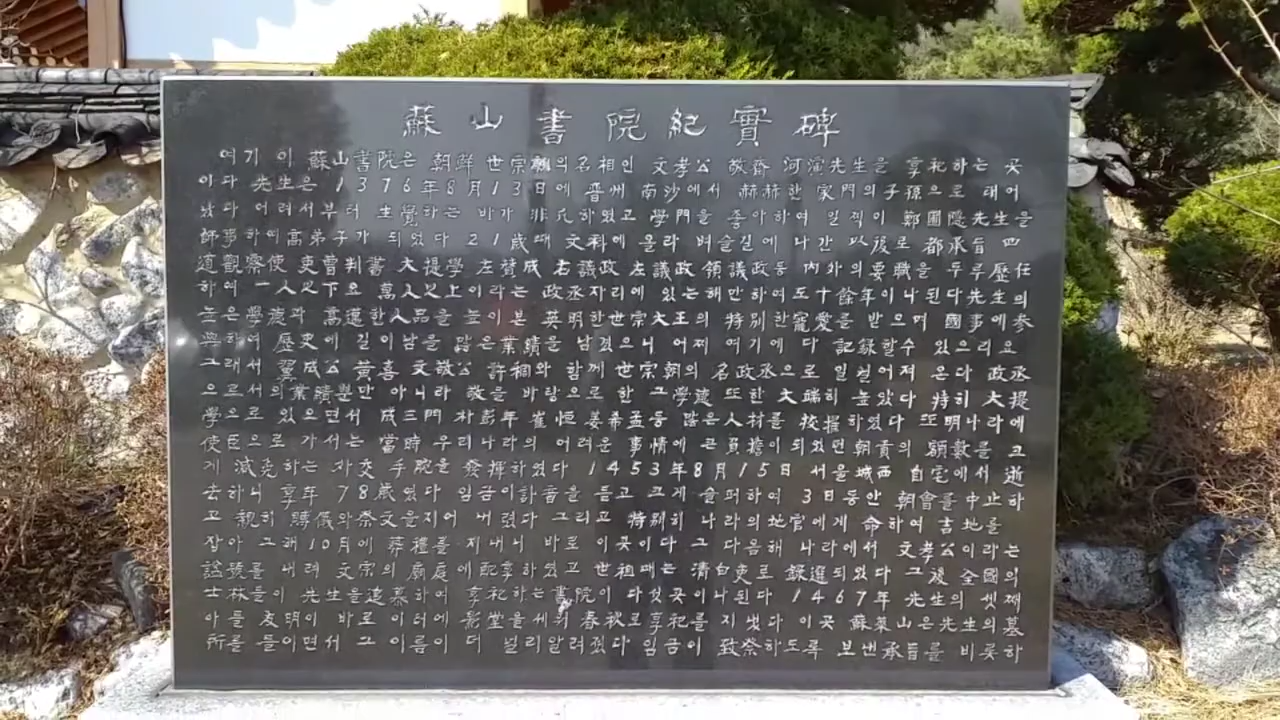 蘇山書院紀實碑
여기 이 蘇山書院은 朝鮮 世宗朝의 名相인 文孝公 敬齋 河演先生을 享祀하는 곳
이다 先生은 1376年8月13日에 晋州 南沙에서 赫赫한 家門의 子孫으로 태어
났다 어려서부터 生覺하는 바가 非凡하였고 學門을 좋아하여 일찍이 鄭圃隱先生을
師事하여 高弟子가 되었다 21歲때 文科에 올라 벼슬길에 나간 以後로 都承旨 四
道觀察使 吏曹判書 大提學 左贊成 右議政 左議政 領議政등 內外의 要職을 두루 歷任
하여 一人之下요 萬人之上이라는 政丞자리에 있는해만 하여도 十餘年이나 된다 先生의
높은 學德과 高邁한 人品을 높이 본 英明한 世宗大王의 特別한 寵愛를 받으며 國事에 參
與하여 歷史에 길이 남을 많은 業績을 남겼으니 어찌 여기에 다 記錄할수 있으리요
그래서 翼成公 黃喜 文敬公 許稠와 함께 世宗朝의 名政丞으로 일컬어져 온다 政丞
으로서의 業績뿐만 아니라 敬을 바탕으로 한 그 學德 또한 大端히 높았다 特히 大提
學으로 있으면서 成三門 朴彭年 崔恒 姜希孟등 많은 人材를 拔擢하였다 또 明나라에
使臣으로 가서는 當時 우리나라의 어려운 事情에 큰 負擔이 되었던 朝貢의 額數를 크
게 減免하는 外交 手腕을 發揮하였다 1453年8月15日 서울城西 自宅에서 逝
去하니 享年 78歲였다 임금이 訃音을 듣고 크게 슬퍼하여 3日동안 朝會를 中止하
고 親히 賻儀와 祭文을 지어 내렸다 그리고 特別히 나라의 地官에게 命하여 吉地를
잡아 그해 10月에 葬禮를 지내니 바로 이곳이다 그 다음해 나라에서 文孝公이라는
諡號를 내려 文宗의 廟庭에 配享하였고 世祖때는 淸白吏로 錄選되었다 그後 全國의
士林들이 先生을 追慕하여 享祀하는 書院이 다섯곳이나 된다 1467年 先生의 셋째
아들 友明이 바로 이터에 影堂을 세워 春秋로 享祀를 지냈다 이곳 蘇萊山은 先生의 墓
所를 들이면서 그 이름이 더 널리 알려졌다 임금이 致祭하도록 보낸 承旨를 비롯하